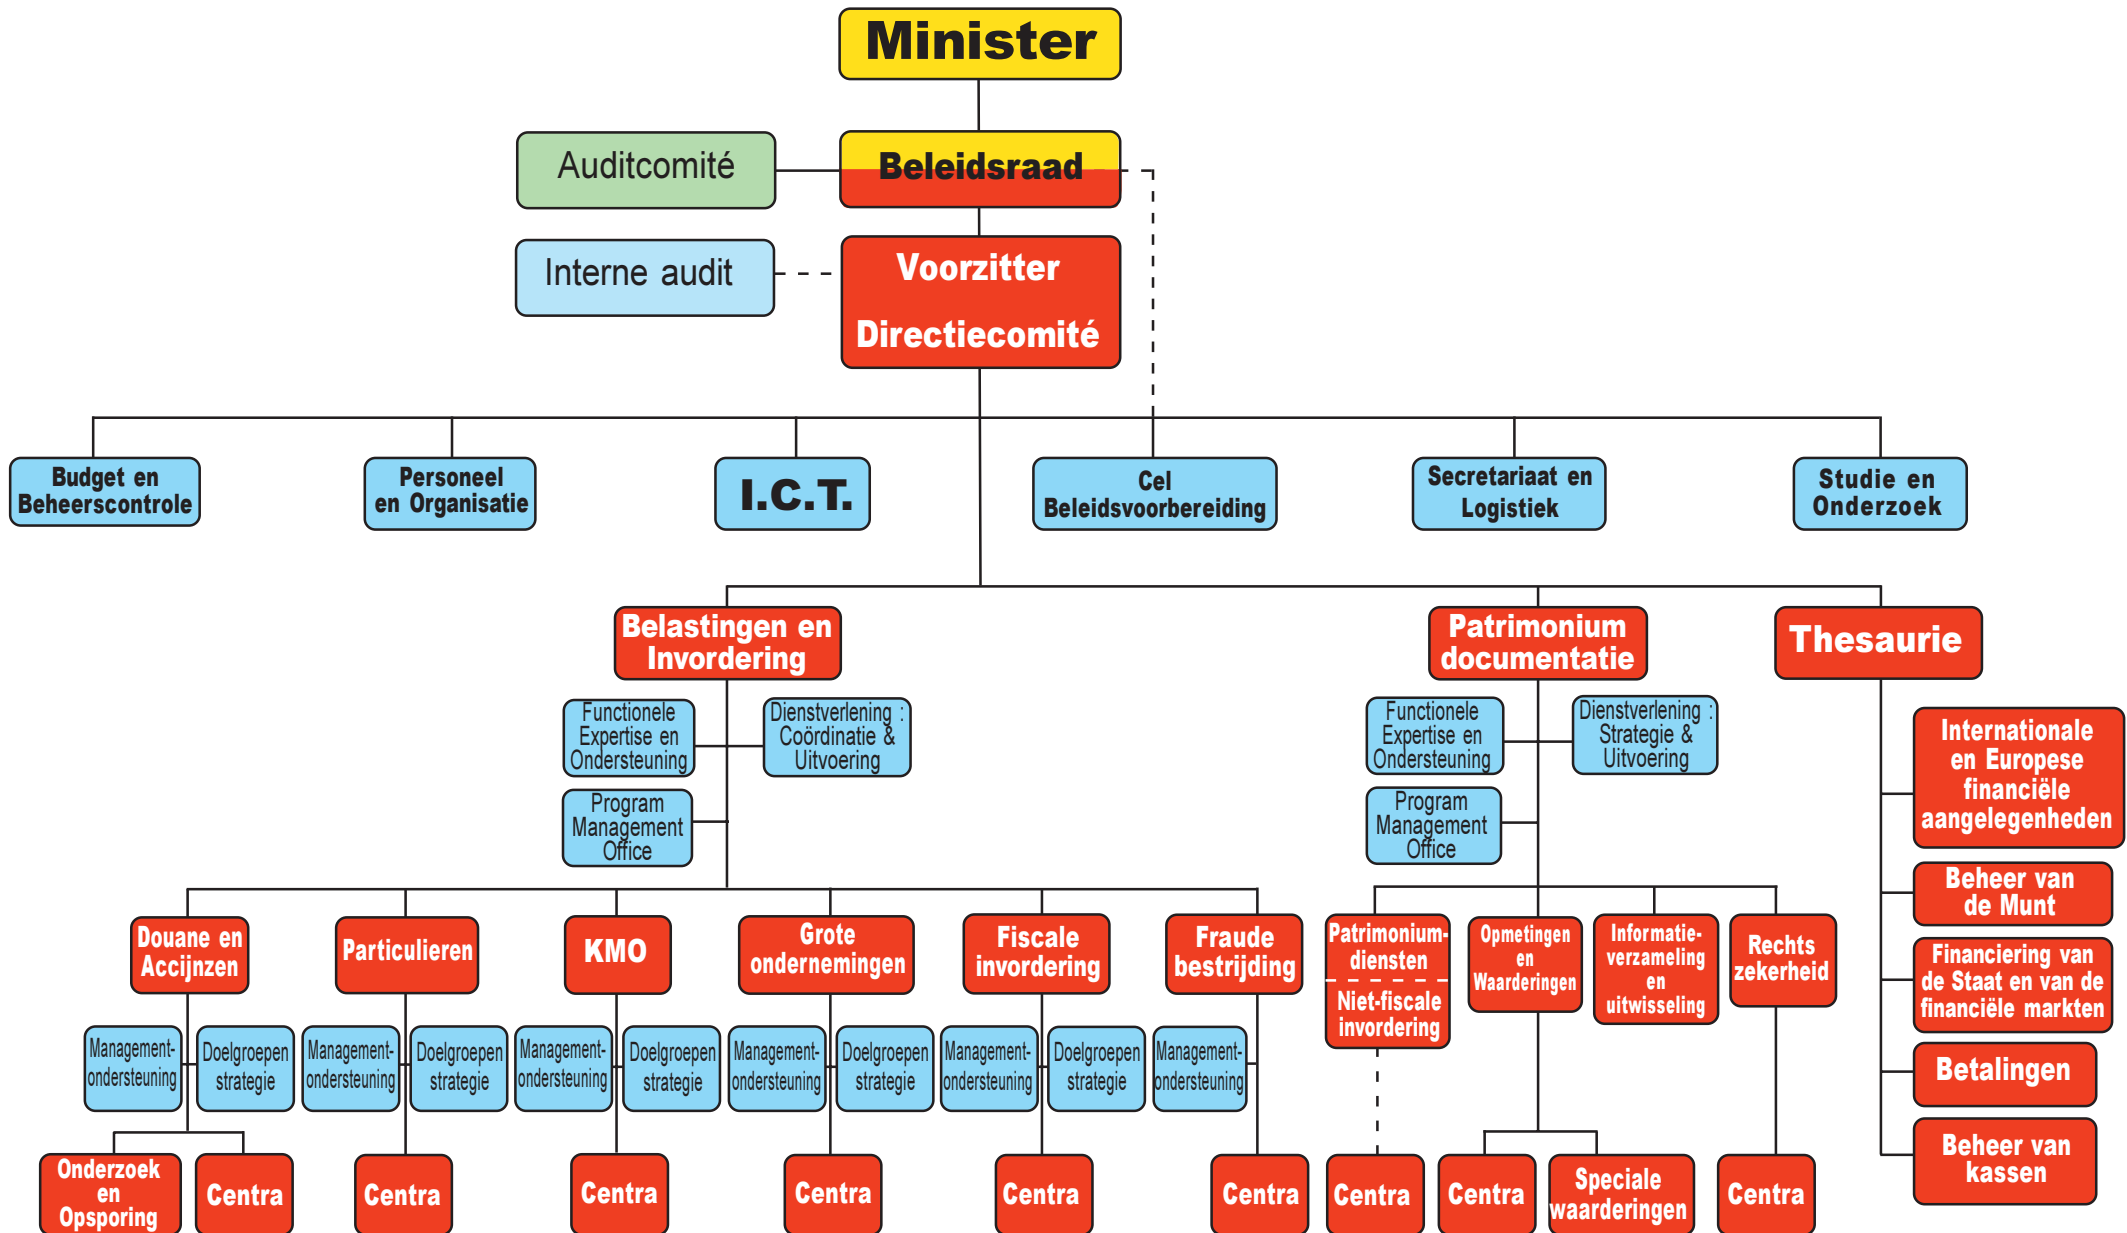 Minister
Auditcomité
Beleidsraad
Interne audit
Voorzitter
Directiecomité
Budget en
Beheerscontrole
Personeel
en Organisatie
I.C.T.
Cel
Beleidsvoorbereiding
Secretariaat en
Logistiek
Studie en
Onderzoek
Belastingen en
Invordering
Patrimonium
documentatie
Thesaurie
Functionele
Expertise en
Ondersteuning
Dienstverlening :
Coördinatie &
Uitvoering
Program
Management
Office
Functionele
Expertise en
Ondersteuning
Dienstverlening :
Strategie &
Uitvoering
Program
Management
Office
Internationale
en Europese
financiële
aangelegenheden
Beheer van
de Munt
Financiering van
de Staat en van de
financiële markten
Betalingen
Beheer van
kassen
Douane en
Accijnzen
Particulieren
KMO
Grote
ondernemingen
Fiscale
invordering
Fraude
bestrijding
Patrimonium-
diensten
Niet-fiscale
invordering
Opmetingen
en
Waarderingen
Informatie-
verzameling
en
uitwisseling
Rechts
zekerheid
Management-
ondersteuning
Doelgroepen
strategie
Management-
ondersteuning
Doelgroepen
strategie
Management-
ondersteuning
Doelgroepen
strategie
Management-
ondersteuning
Doelgroepen
strategie
Management-
ondersteuning
Doelgroepen
strategie
Management-
ondersteuning
Onderzoek
en
Opsporing
Centra
Centra
Centra
Centra
Centra
Centra
Centra
Centra
Speciale
waarderingen
Centra